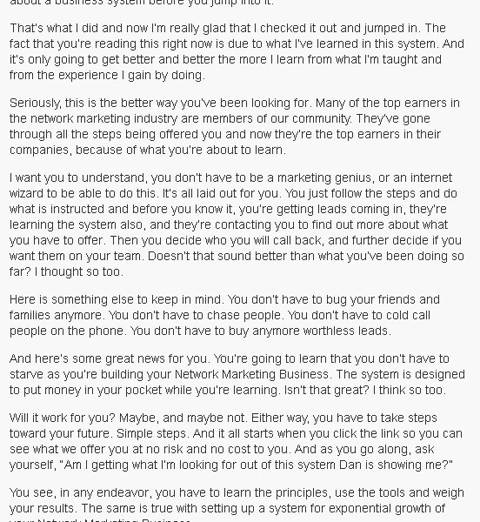 about a business system before you jump into it.
That's what I did and now I'm really glad that I checked it out and jumped in. The
fact that you're reading this right now is due to what I've learned in this system. And
it's only going to get better and better the more I learn from what I'm taught and
from the experience I gain by doing.
Seriously, this is the better way you've been looking for. Many of the top earners in
the network marketing industry are members of our community. They've gone
through all the steps being offered you and now they're the top earners in their
companies, because of what you're about to learn.
I want you to understand, you don't have to be a marketing genius, or an internet
wizard to be able to do this. It's all laid out for you. You just follow the steps and do
what is instructed and before you know it, you're getting leads coming in, they're
learning the system also, and they're contacting you to find out more about what
you have to offer. Then you decide who you will call back, and further decide if you
want them on your team. Doesn't that sound better than what you've been doing so
far? I thought so too.
Here is something else to keep in mind. You don't have to bug your friends and
families anymore. You don't have to chase people. You don't have to cold call
people on the phone. You don't have to buy anymore worthless leads.
And here's some great news for you. You're going to learn that you don't have to
starve as you're building your Network Marketing Business. The system is designed
to put money in your pocket while you're learning. Isn't that great? I think so too.
Will it work for you? Maybe, and maybe not. Either way, you have to take steps
toward your future. Simple steps. And it all starts when you click the link so you can
see what we offer you at no risk and no cost to you. And as you go along, ask
yourself, "Am I getting what I'm looking for out of this system Dan is showing me?"
You see, in any endeavor, you have to learn the principles, use the tools and weigh
your results. The same is true with setting up a system for exponential growth of
your Network Marketing Business.